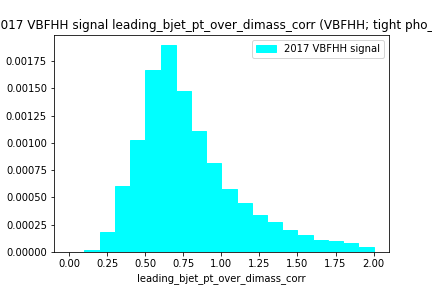 017 VBFHH signal leading_bjet_pt_over_dimass_corr (VBFHH; tight pho_
2017 VBFHH signal
0.00175
0.00150
0.00125
0.00100
0.00075
0.00050
0.00025
0.00000
0.00 0.25 0.50 0.75 1.00 1.25 1.50 1.75 2.00
leading_bjet_pt_over_dimass_corr